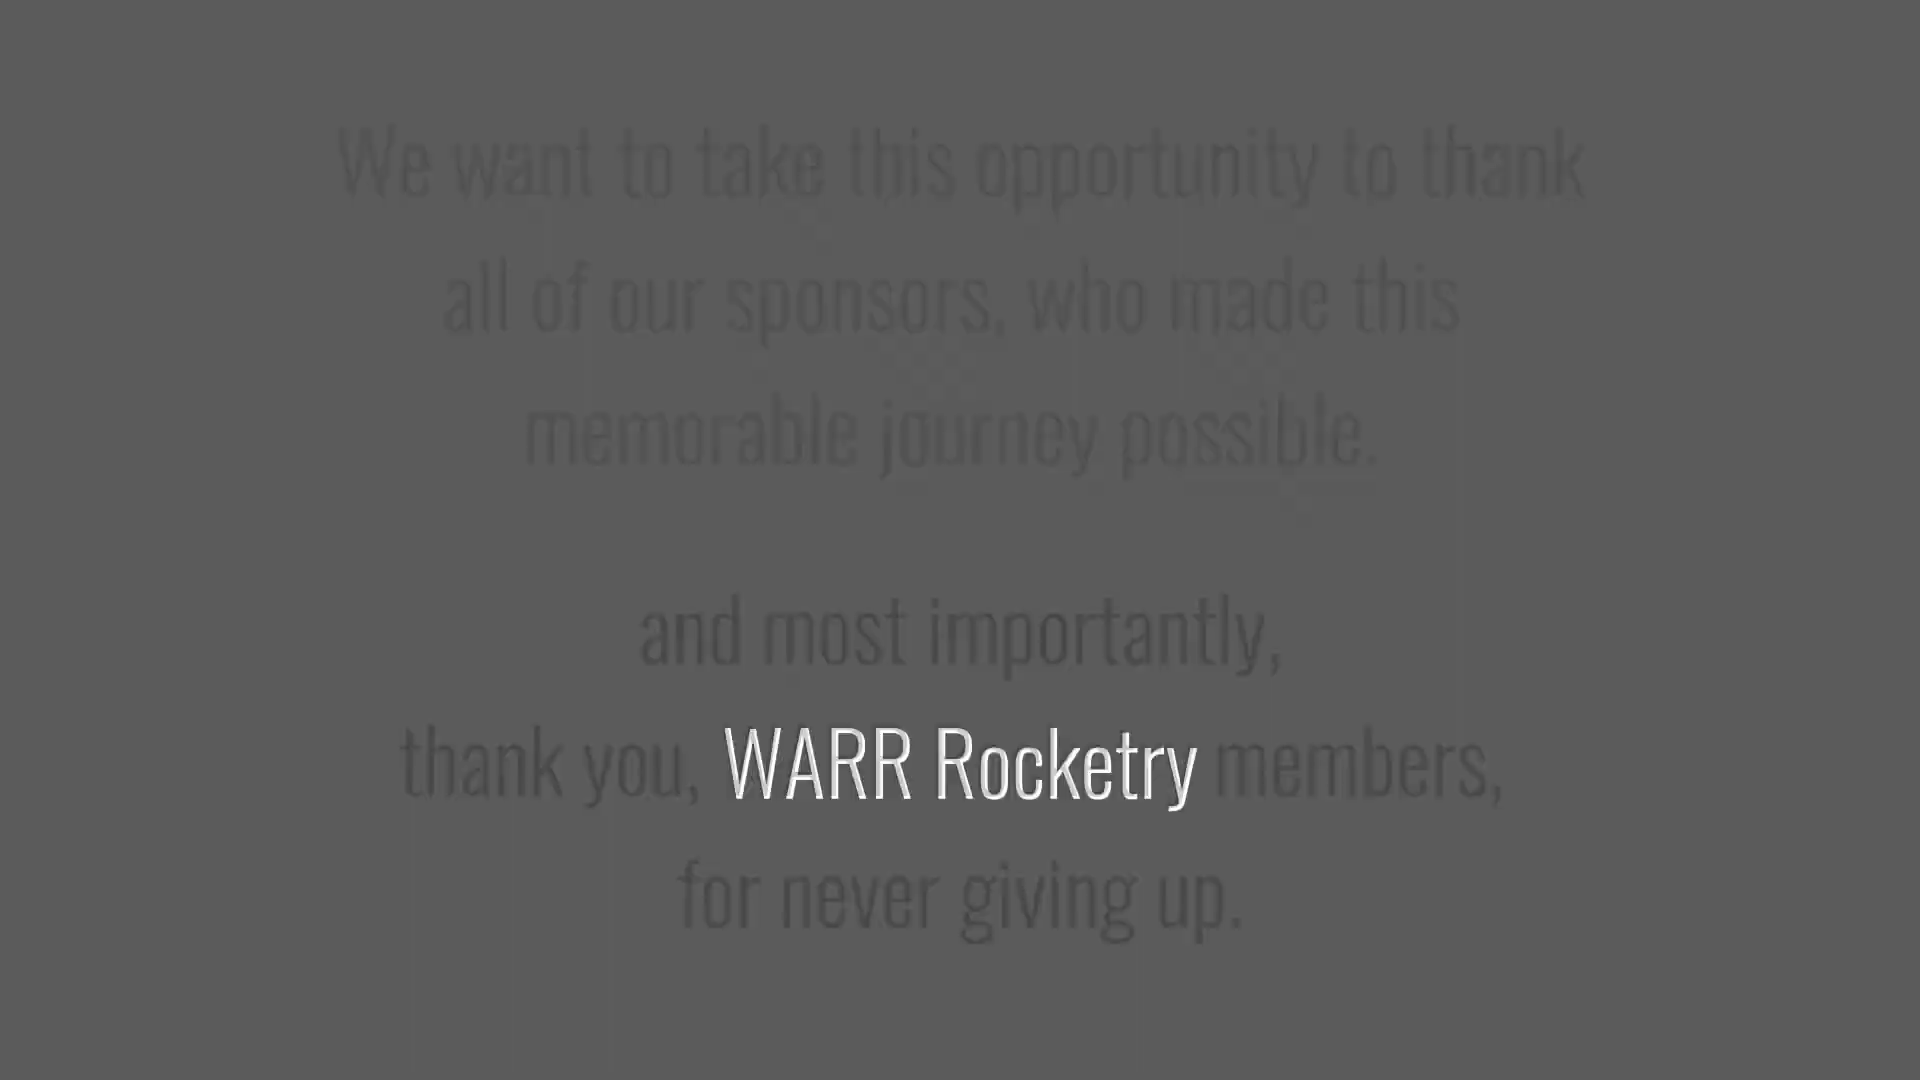 We want to take this opportunity to thank
all of our sponsors, who made this
memorable journey possible.
and most importantly,
thank you, WARR Rocketry members,
for never giving up.